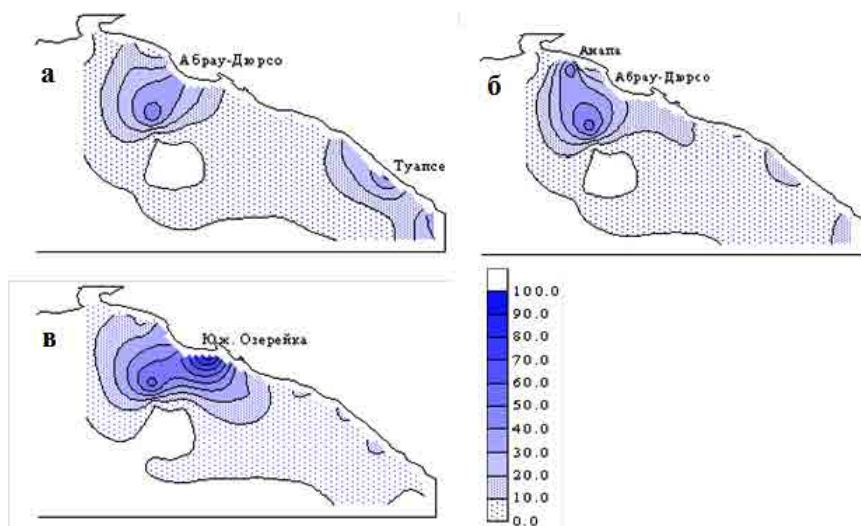 а
Абрау-Дюрсо
Туапсе
б
Анапа
Абрау-Дюрсо
в
Юж. Озерейка
100.0
90.0
80.0
70.0
60.0
50.0
40.0
30.0
20.0
10.0
0.0